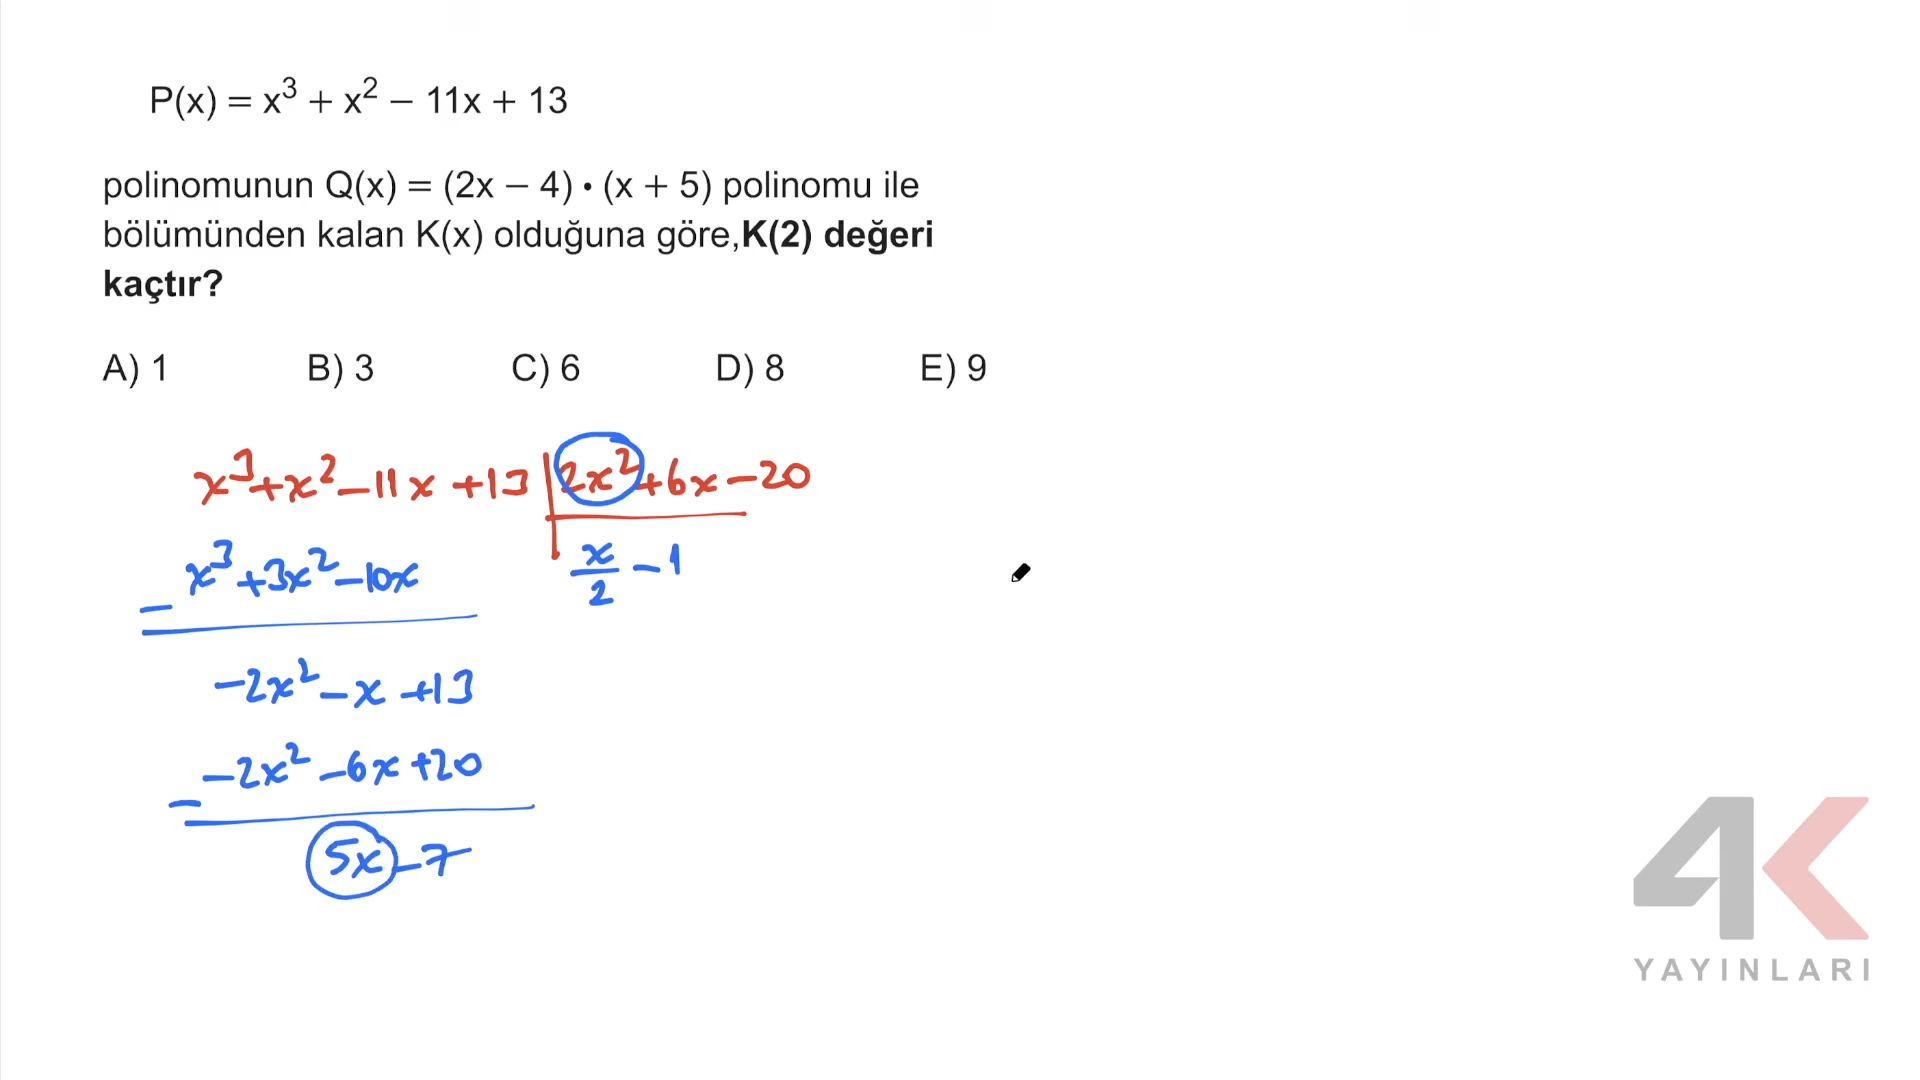 P(x) = x³ + x² − 11x + 13
polinomunun Q(x) = (2x − 4) • (x + 5) polinomu ile
bölümünden kalan K(x) olduğuna göre,K(2) değeri
kaçtır?
A) 1 B) 3 C) 6 D) 8 E) 9
x³+x²−11x+13 2x²+6x−20
x³+3x²−10x x/2 −1
−
−2x²−x+13
−2x²−6x+20
−
5x−7
4K
YAYINLARI